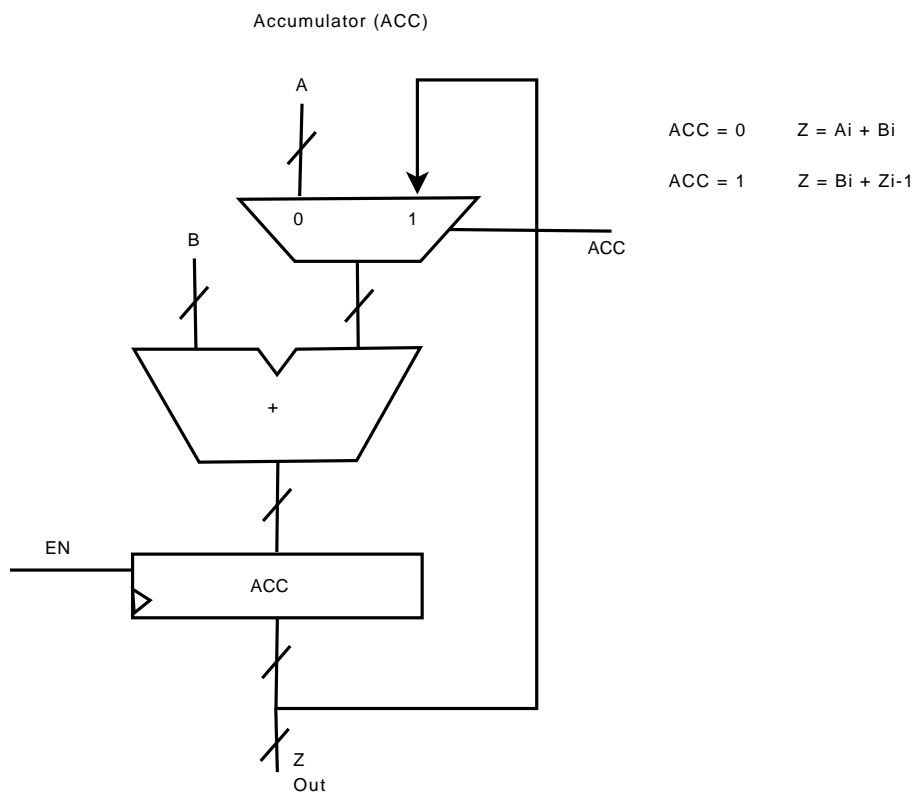 Accumulator (ACC)
A
ACC = 0 Z = Ai + Bi
ACC = 1 Z = Bi + Zi-1
0 1
B
ACC
+
EN
ACC
Z
Out